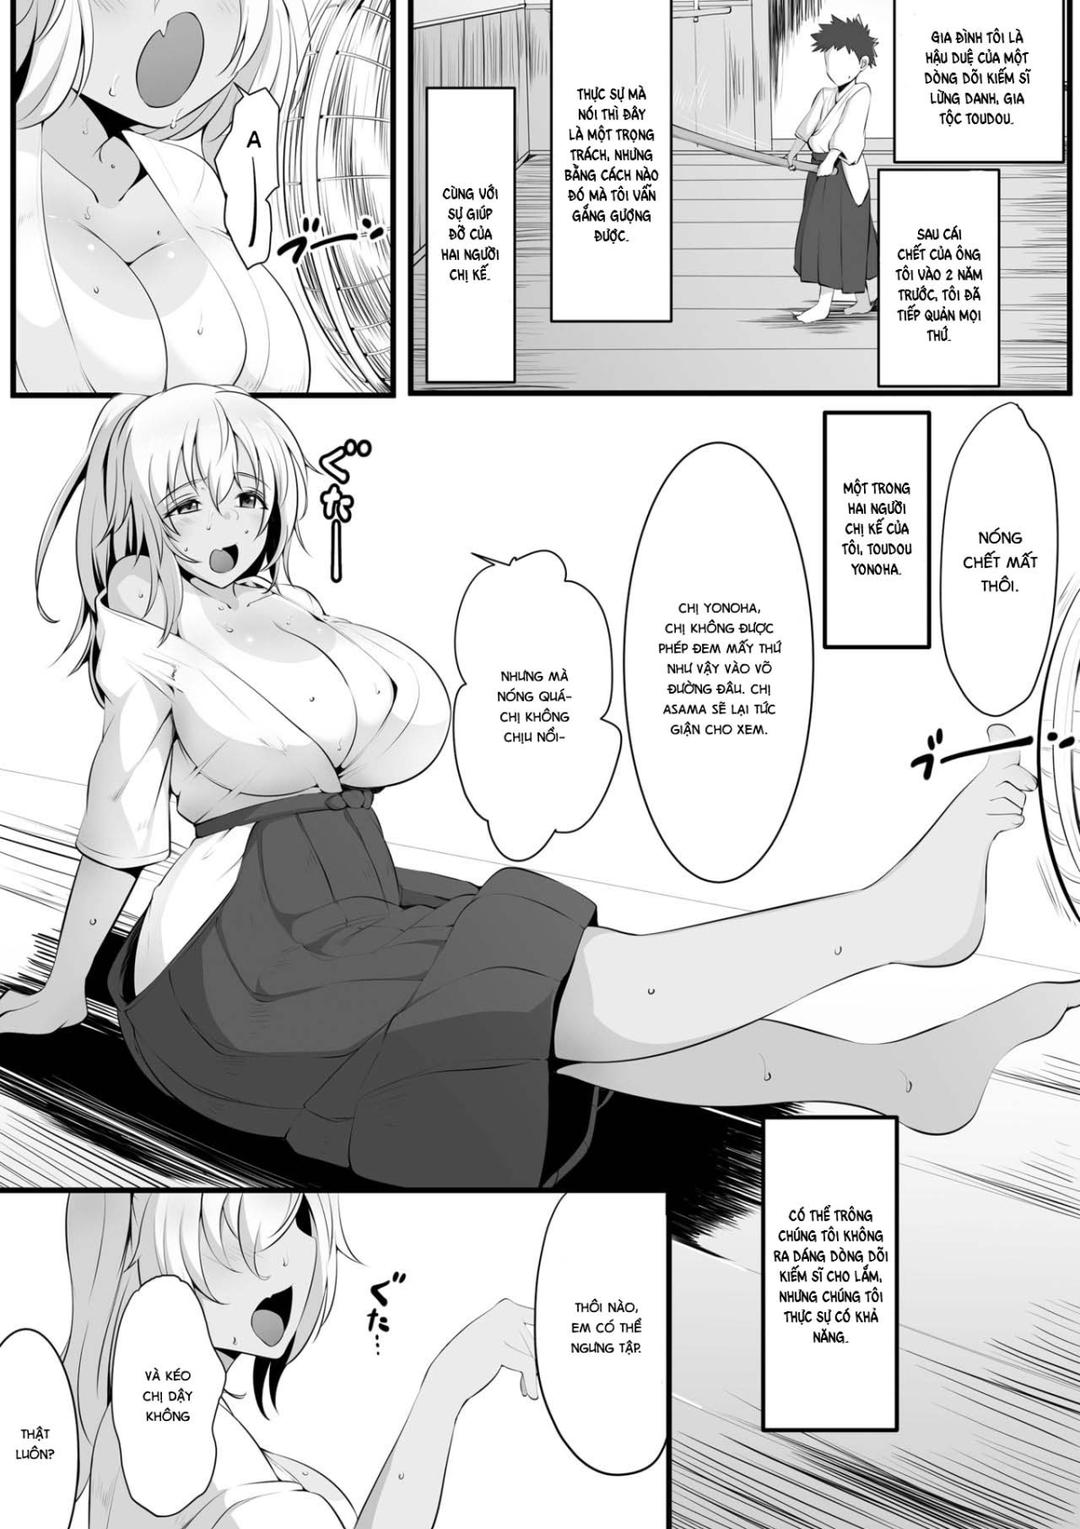 GIA ĐÌNH TÔI LÀ
HẬU DUỆ CỦA MỘT
DÒNG DÕI KIẾM SĨ
LỪNG DANH, GIA
TỘC TOUDOU.
SAU CÁI
CHẾT CỦA ÔNG
TÔI VÀO 2 NĂM
TRƯỚC, TÔI ĐÃ
TIẾP QUẢN MỌI
THỨ.
THỰC SỰ MÀ
NÓI THÌ ĐÂY
LÀ MỘT TRỌNG
TRÁCH, NHƯNG
BẰNG CÁCH NÀO
ĐÓ MÀ TÔI VẪN
GẮNG GƯỢNG
ĐƯỢC.
CÙNG VỚI
SỰ GIÚP
ĐỠ CỦA
HAI NGƯỜI
CHỊ KẾ.
A
ブーン
NÓNG
CHẾT MẤT
THÔI.
MỘT TRONG
HAI NGƯỜI
CHỊ KẾ CỦA
TÔI, TOUDOU
YONOHA.
CHỊ YONOHA,
CHỊ KHÔNG ĐƯỢC
PHÉP ĐEM MẤY THỨ
NHƯ VẬY VÀO VÕ
ĐƯỜNG ĐÂU. CHỊ
ASAMA SẼ LẠI TỨC
GIẬN CHO XEM.
NHƯNG MÀ
NÓNG QUÁ-
CHỊ KHÔNG
CHỊU NỔI-
ぐたー
ブーン
CÓ THỂ TRÔNG
CHÚNG TÔI KHÔNG
RA DÁNG DÒNG DÕI
KIẾM SĨ CHO LẮM,
NHƯNG CHÚNG TÔI
THỰC SỰ CÓ KHẢ
NĂNG.
THÔI NÀO,
EM CÓ THỂ
NGƯNG TẬP.
ぐた…
VÀ KÉO
CHỊ DẬY
KHÔNG
THẬT
LUÔN?